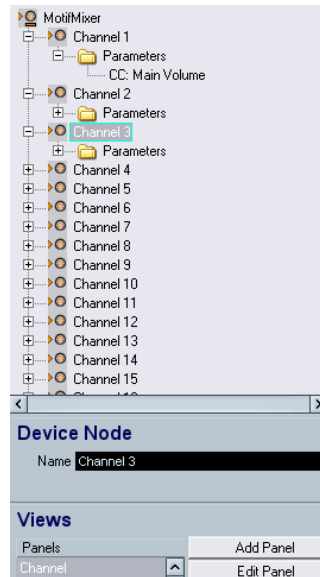 MotifMixer
Channel 1
Parameters
CC: Main Volume
Channel 2
Parameters
Channel 3
Parameters
Channel 4
Channel 5
Channel 6
Channel 7
Channel 8
Channel 9
Channel 10
Channel 11
Channel 12
Channel 13
Channel 14
Channel 15
Device Node
Name Channel 3
Views
Panels Add Panel
Channel Edit Panel